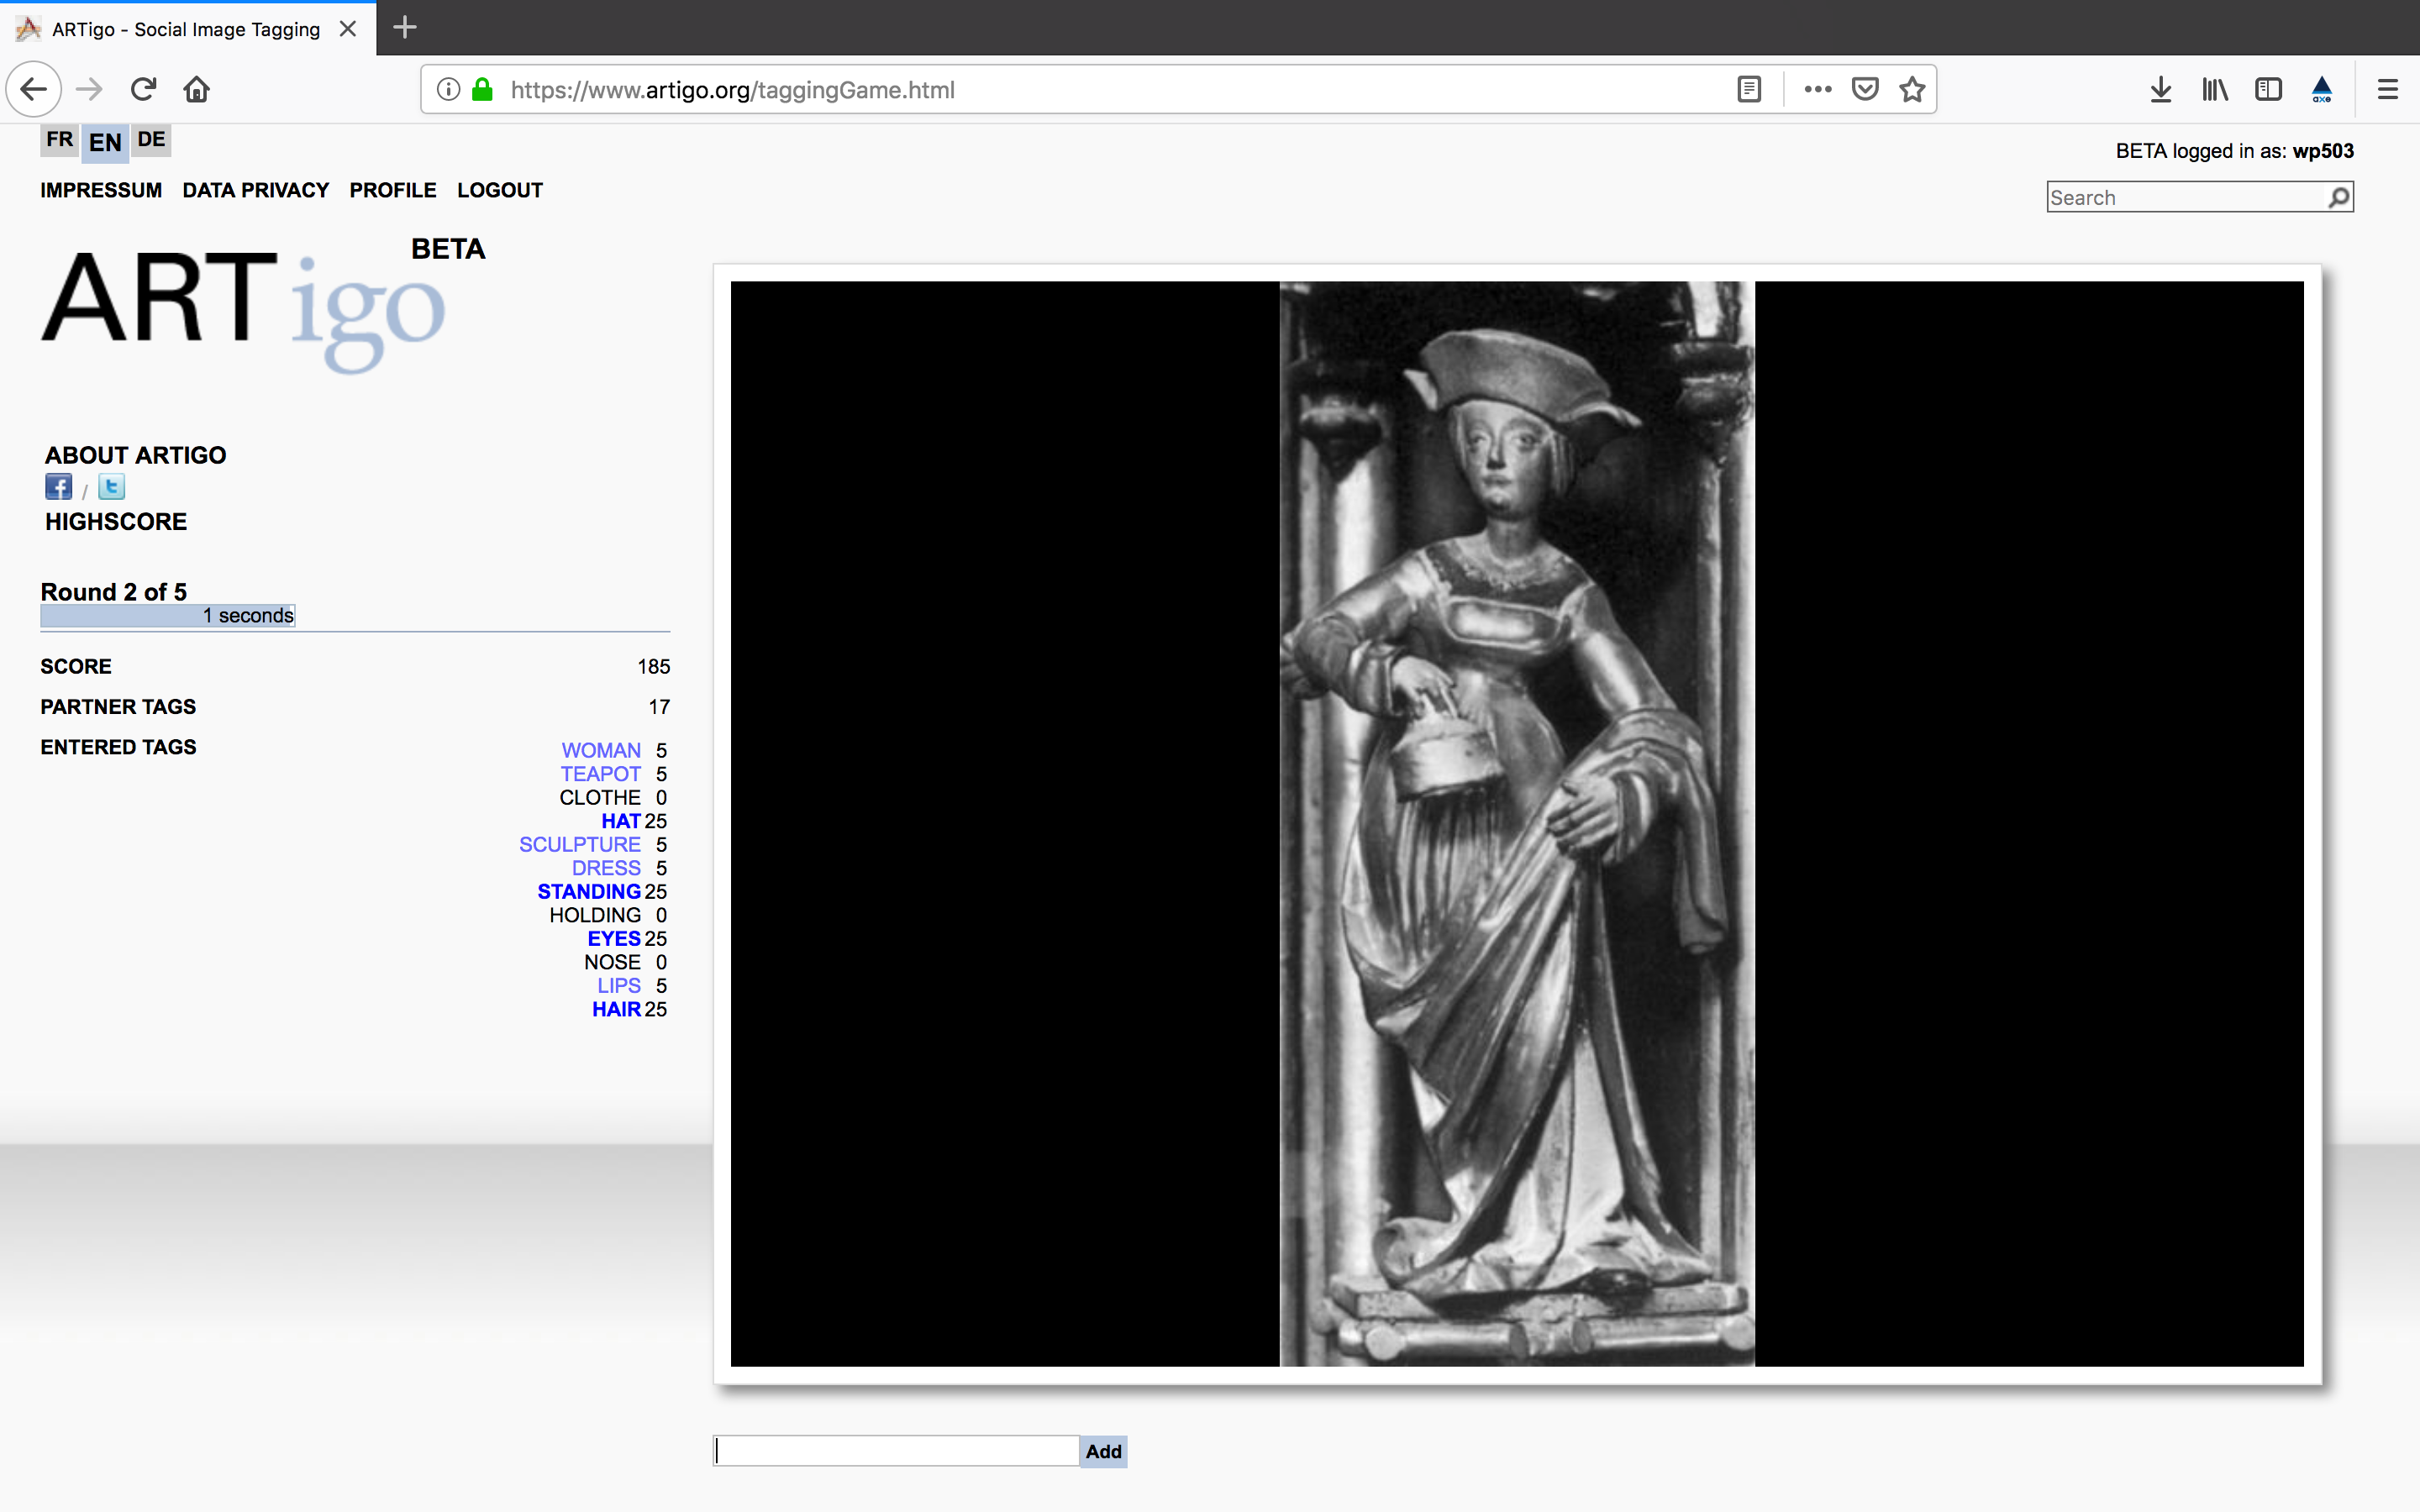 ARTigo - Social Image Tagging
https://www.artigo.org/taggingGame.html
axe
FR EN DE
BETA logged in as: wp503
IMPRESSUM DATA PRIVACY PROFILE LOGOUT
Search
BETA
ARTigo
ABOUT ARTIGO
f / t
HIGHSCORE
Round 2 of 5
1 seconds
SCORE 185
PARTNER TAGS 17
ENTERED TAGS
WOMAN 5
TEAPOT 5
CLOTHE 0
HAT 25
SCULPTURE 5
DRESS 5
STANDING 25
HOLDING 0
EYES 25
NOSE 0
LIPS 5
HAIR 25
Add